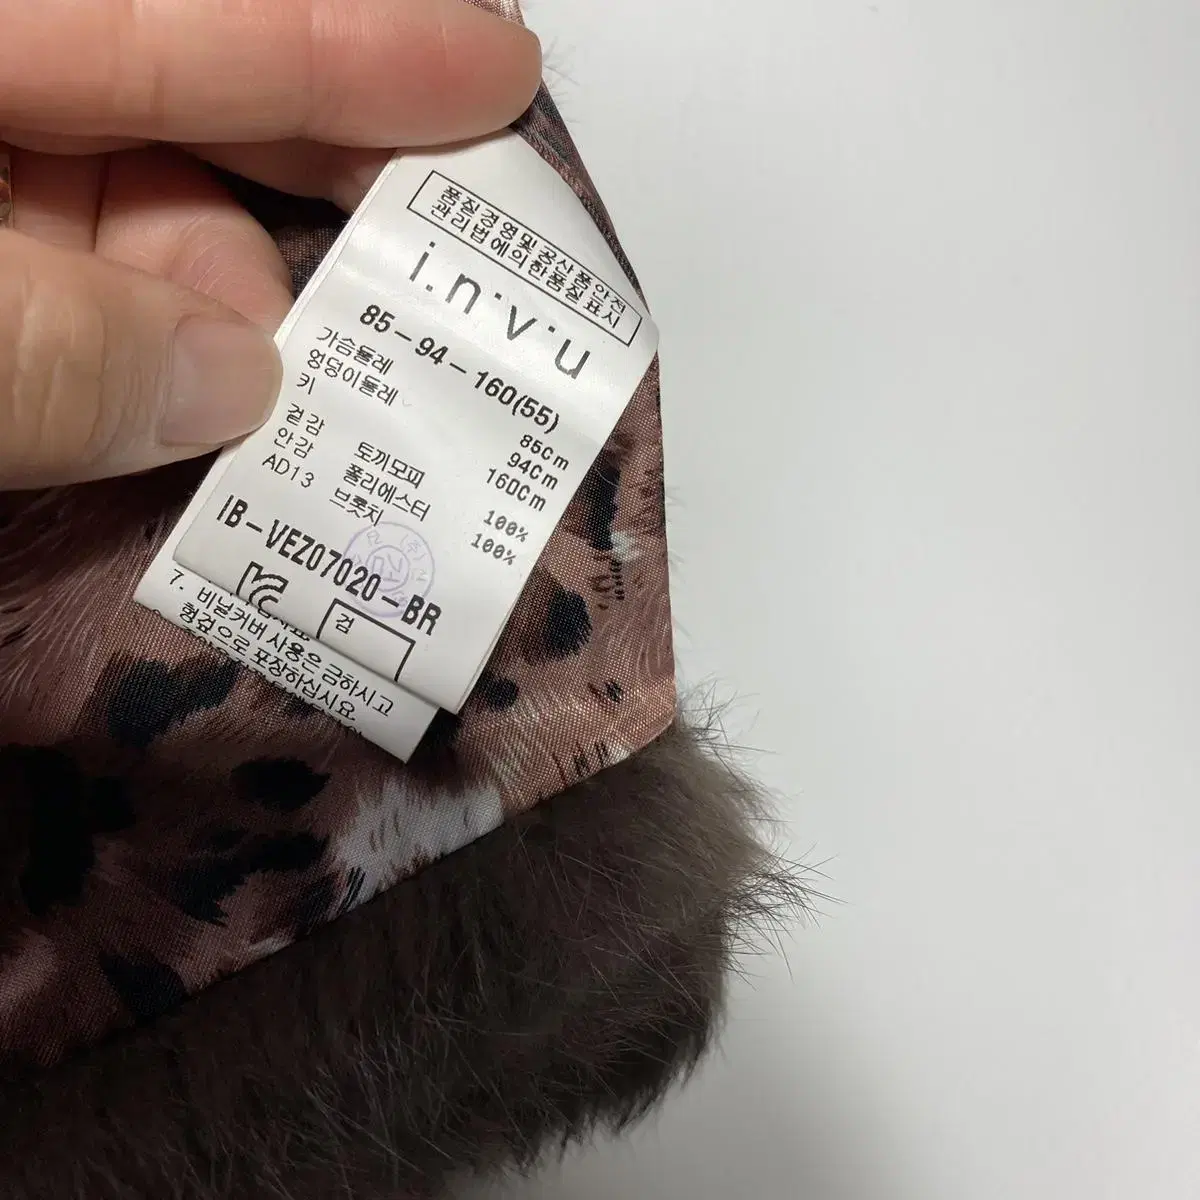 품질경영및공산품안전
관리법에의한품질표시
i.n.v.u
85-94-160(55)
가슴둘레 85cm
엉덩이둘레 94cm
키 160cm
겉감 토끼모피 100%
안감 폴리에스터 100%
AD13 브롯치
IB-VEZ07020-BR
검
7. 비닐커버 사용은 금하시고
헝겊으로 포장하십시요.